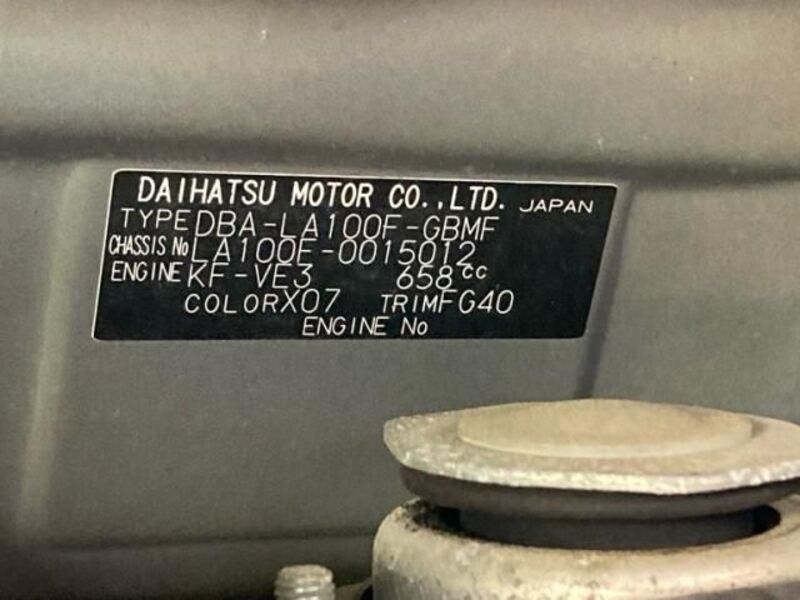 DAIHATSU MOTOR CO.,LTD. JAPAN
TYPE DBA-LA100F-GBMF
CHASSIS No LA100F-0015012
ENGINE KF-VE3 658cc
COLOR X07 TRIM FG40
ENGINE No